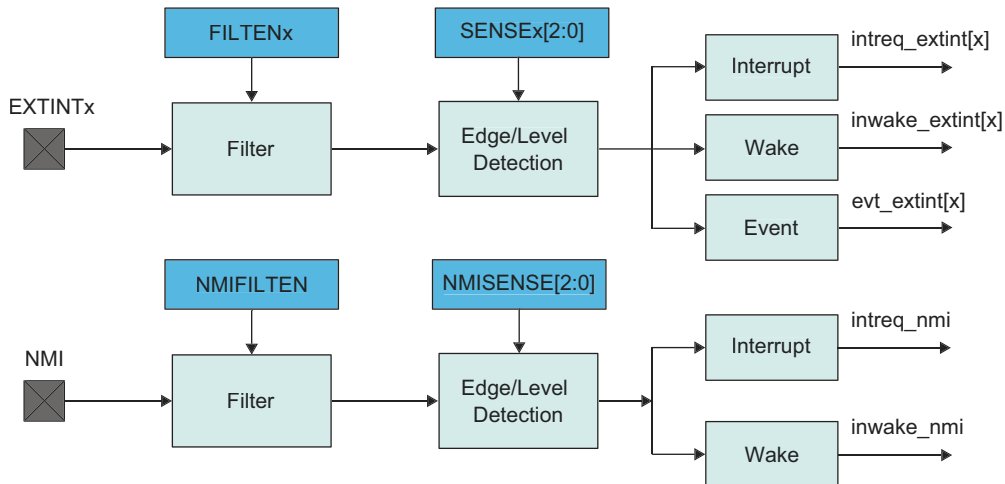 FILTENx
SENSEx[2:0]
intreq_extint[x]
Interrupt
EXTINTx
Filter
Edge/Level
Detection
inwake_extint[x]
Wake
evt_extint[x]
Event
NMIFILTEN
NMISENSE[2:0]
intreq_nmi
Interrupt
NMI
Filter
Edge/Level
Detection
inwake_nmi
Wake